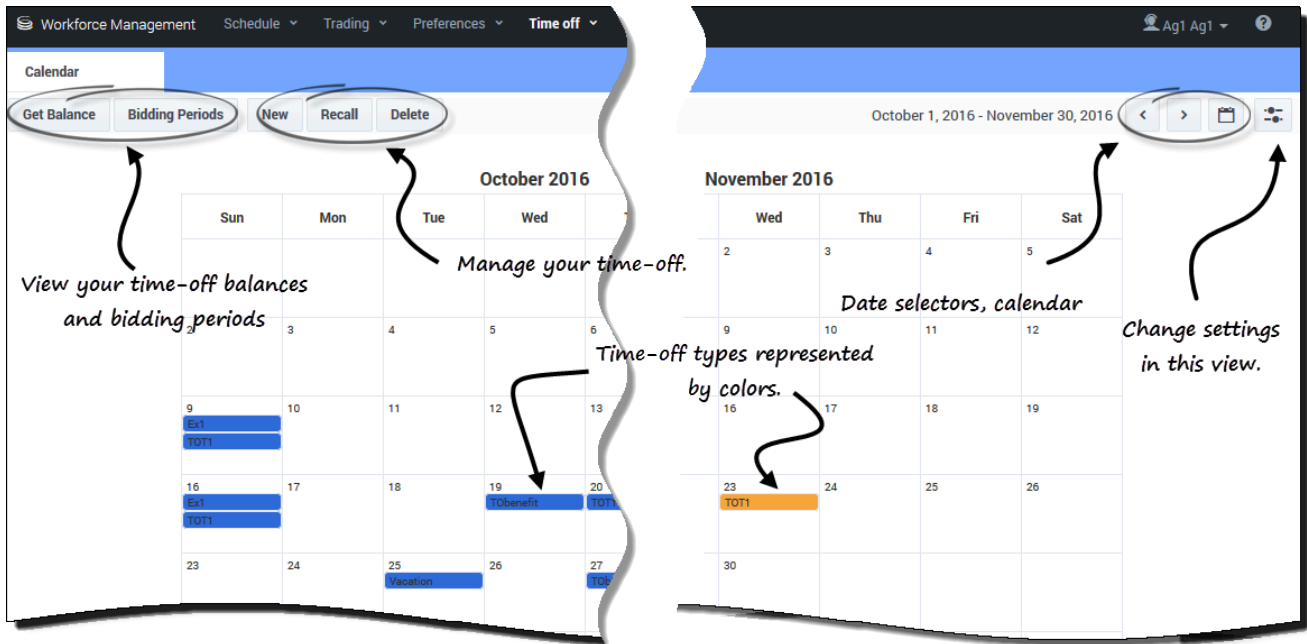 Workforce Management Schedule Trading Preferences Time off Ag1 Ag1
Calendar
Get Balance Bidding Periods New Recall Delete October 1, 2016 - November 30, 2016
October 2016 November 2016
Sun Mon Tue Wed Wed Thu Fri Sat
2 3 4 5
Manage your time-off.
View your time-off balances
and bidding periods
Date selectors, calendar
Change settings
in this view.
2 3 4 5 6 9 10 11 12
Time-off types represented
by colors.
9 10 11 12 13 16 17 18 19
Ex1
TOT1
16 17 18 19 20 23 24 25 26
Ex1 TObenefit TOT1 TOT1
TOT1
23 24 25 26 27 30
Vacation TOb